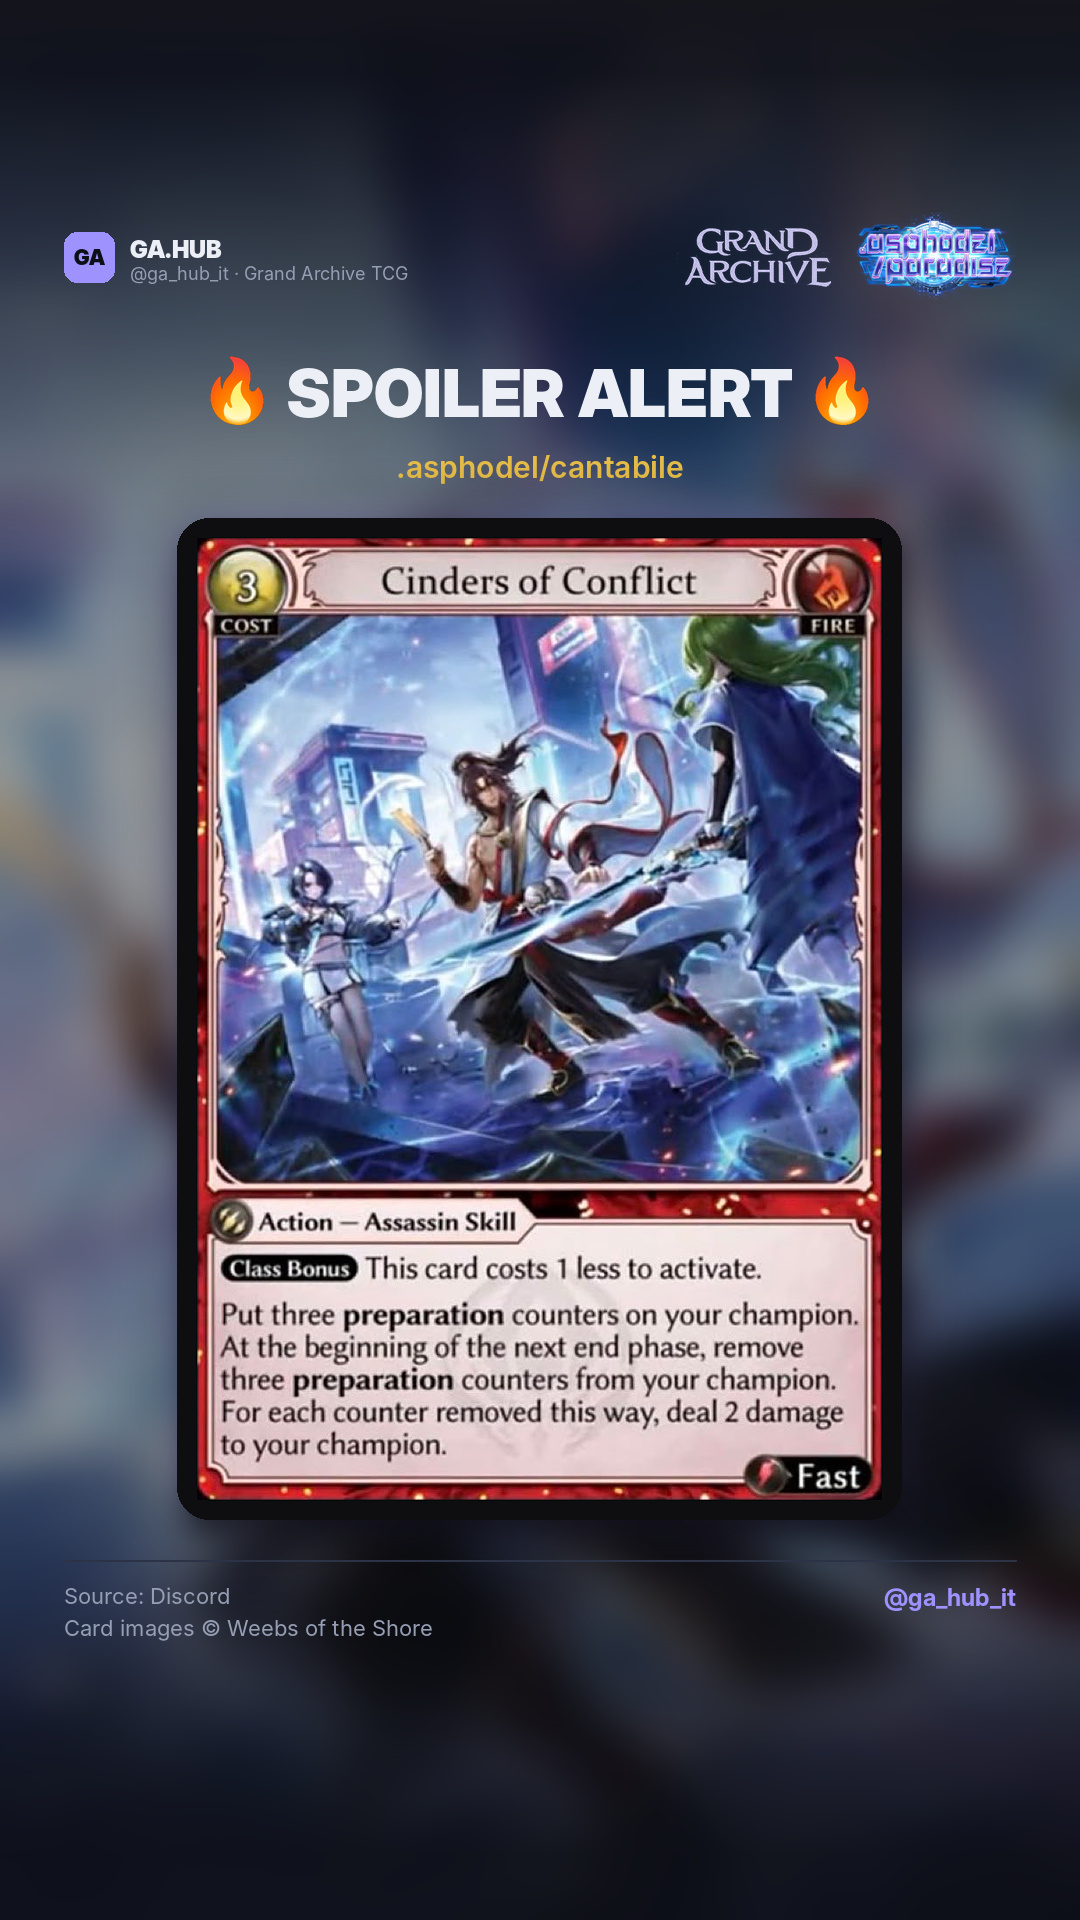 GA
GA.HUB
@ga_hub_it · Grand Archive TCG
GRAND ARCHIVE
.asphodel
/paradise
🔥 SPOILER ALERT 🔥
.asphodel/cantabile
3
COST
Cinders of Conflict
FIRE
Action — Assassin Skill
Class Bonus This card costs 1 less to activate.
Put three preparation counters on your champion.
At the beginning of the next end phase, remove
three preparation counters from your champion.
For each counter removed this way, deal 2 damage
to your champion.
Fast
Source: Discord
Card images © Weebs of the Shore
@ga_hub_it